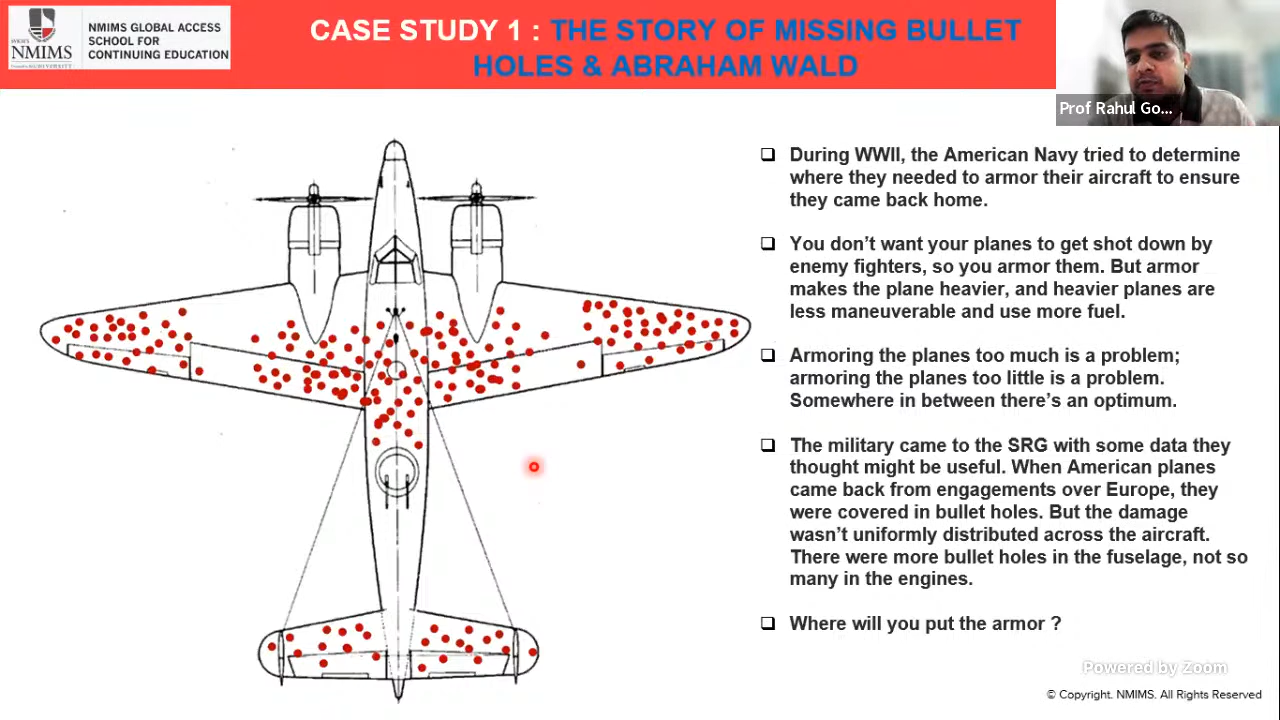 NMIMS GLOBAL ACCESS
SCHOOL FOR
CONTINUING EDUCATION
SVKM'S
NMIMS
CASE STUDY 1 : THE STORY OF MISSING BULLET
HOLES & ABRAHAM WALD
Prof Rahul Go...
❑ During WWII, the American Navy tried to determine
where they needed to armor their aircraft to ensure
they came back home.
❑ You don’t want your planes to get shot down by
enemy fighters, so you armor them. But armor
makes the plane heavier, and heavier planes are
less maneuverable and use more fuel.
❑ Armoring the planes too much is a problem;
armoring the planes too little is a problem.
Somewhere in between there’s an optimum.
❑ The military came to the SRG with some data they
thought might be useful. When American planes
came back from engagements over Europe, they
were covered in bullet holes. But the damage
wasn’t uniformly distributed across the aircraft.
There were more bullet holes in the fuselage, not so
many in the engines.
❑ Where will you put the armor ?
Powered by Zoom
© Copyright. NMIMS. All Rights Reserved